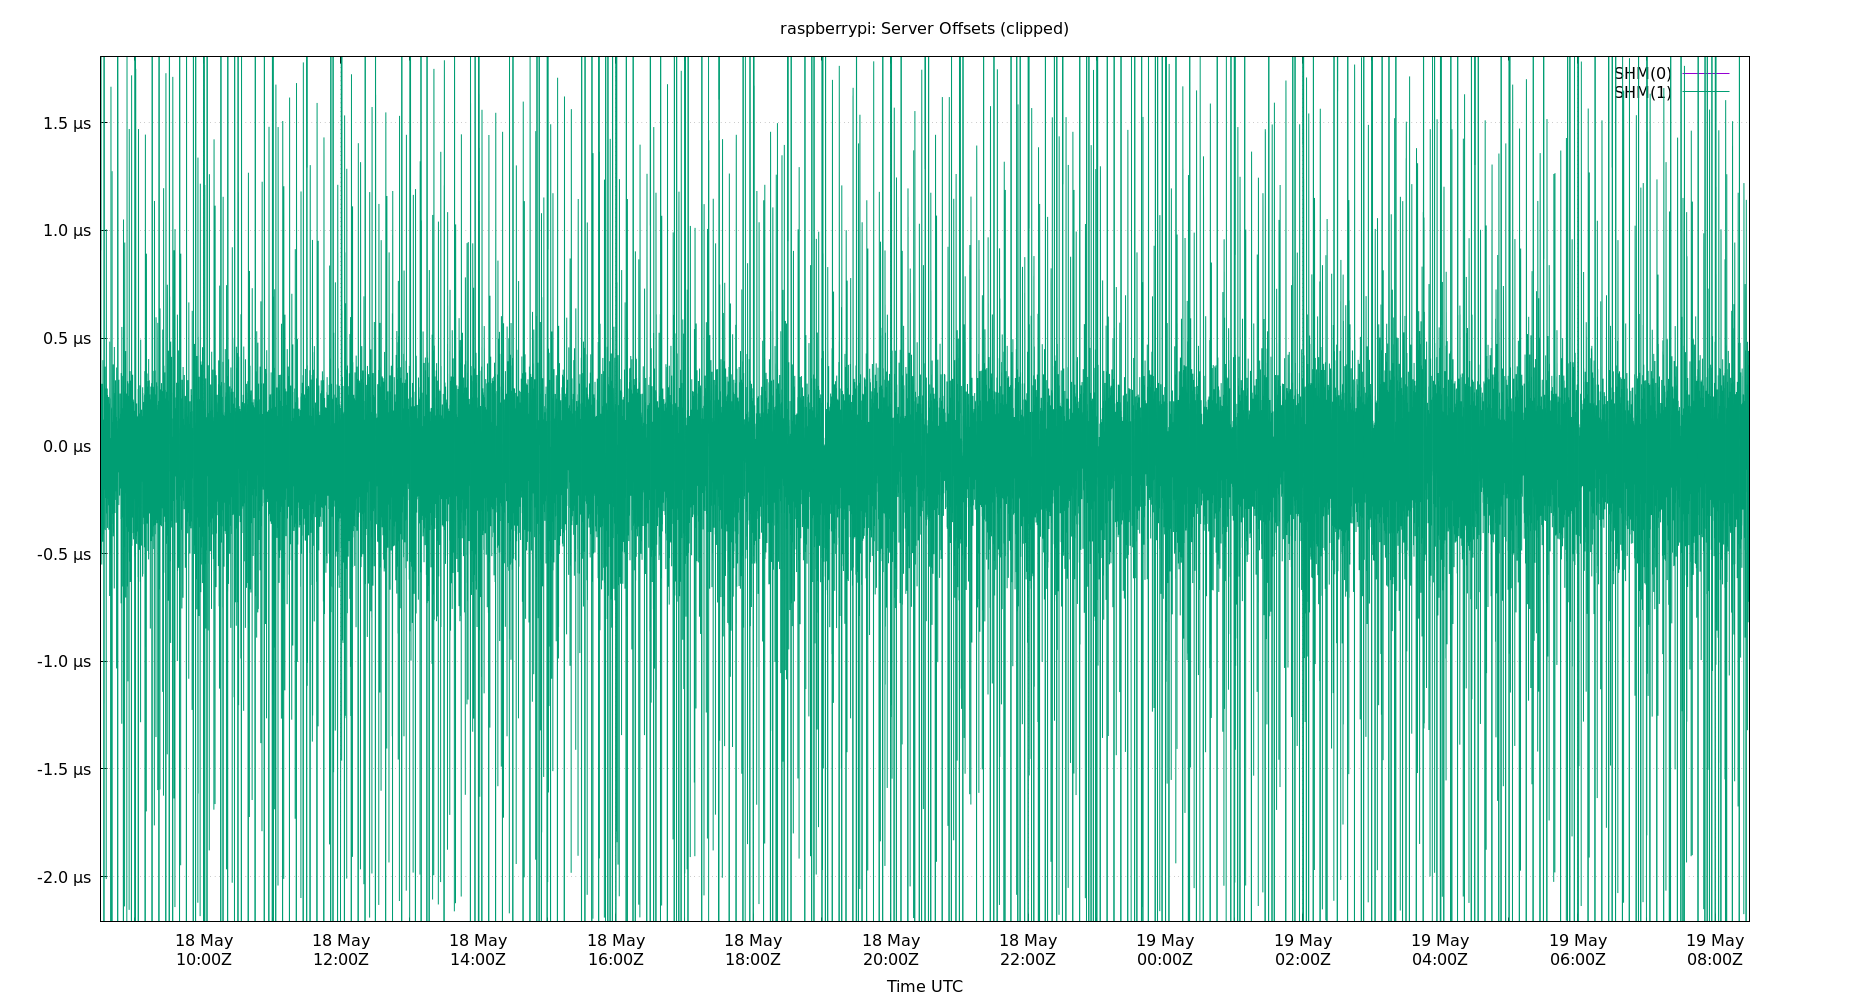 raspberrypi: Server Offsets (clipped)
SHM(0)
SHM(1)
1.5 µs
1.0 µs
0.5 µs
0.0 µs
-0.5 µs
-1.0 µs
-1.5 µs
-2.0 µs
18 May 18 May 18 May 18 May 18 May 18 May 18 May 19 May 19 May 19 May 19 May 19 May
10:00Z 12:00Z 14:00Z 16:00Z 18:00Z 20:00Z 22:00Z 00:00Z 02:00Z 04:00Z 06:00Z 08:00Z
Time UTC